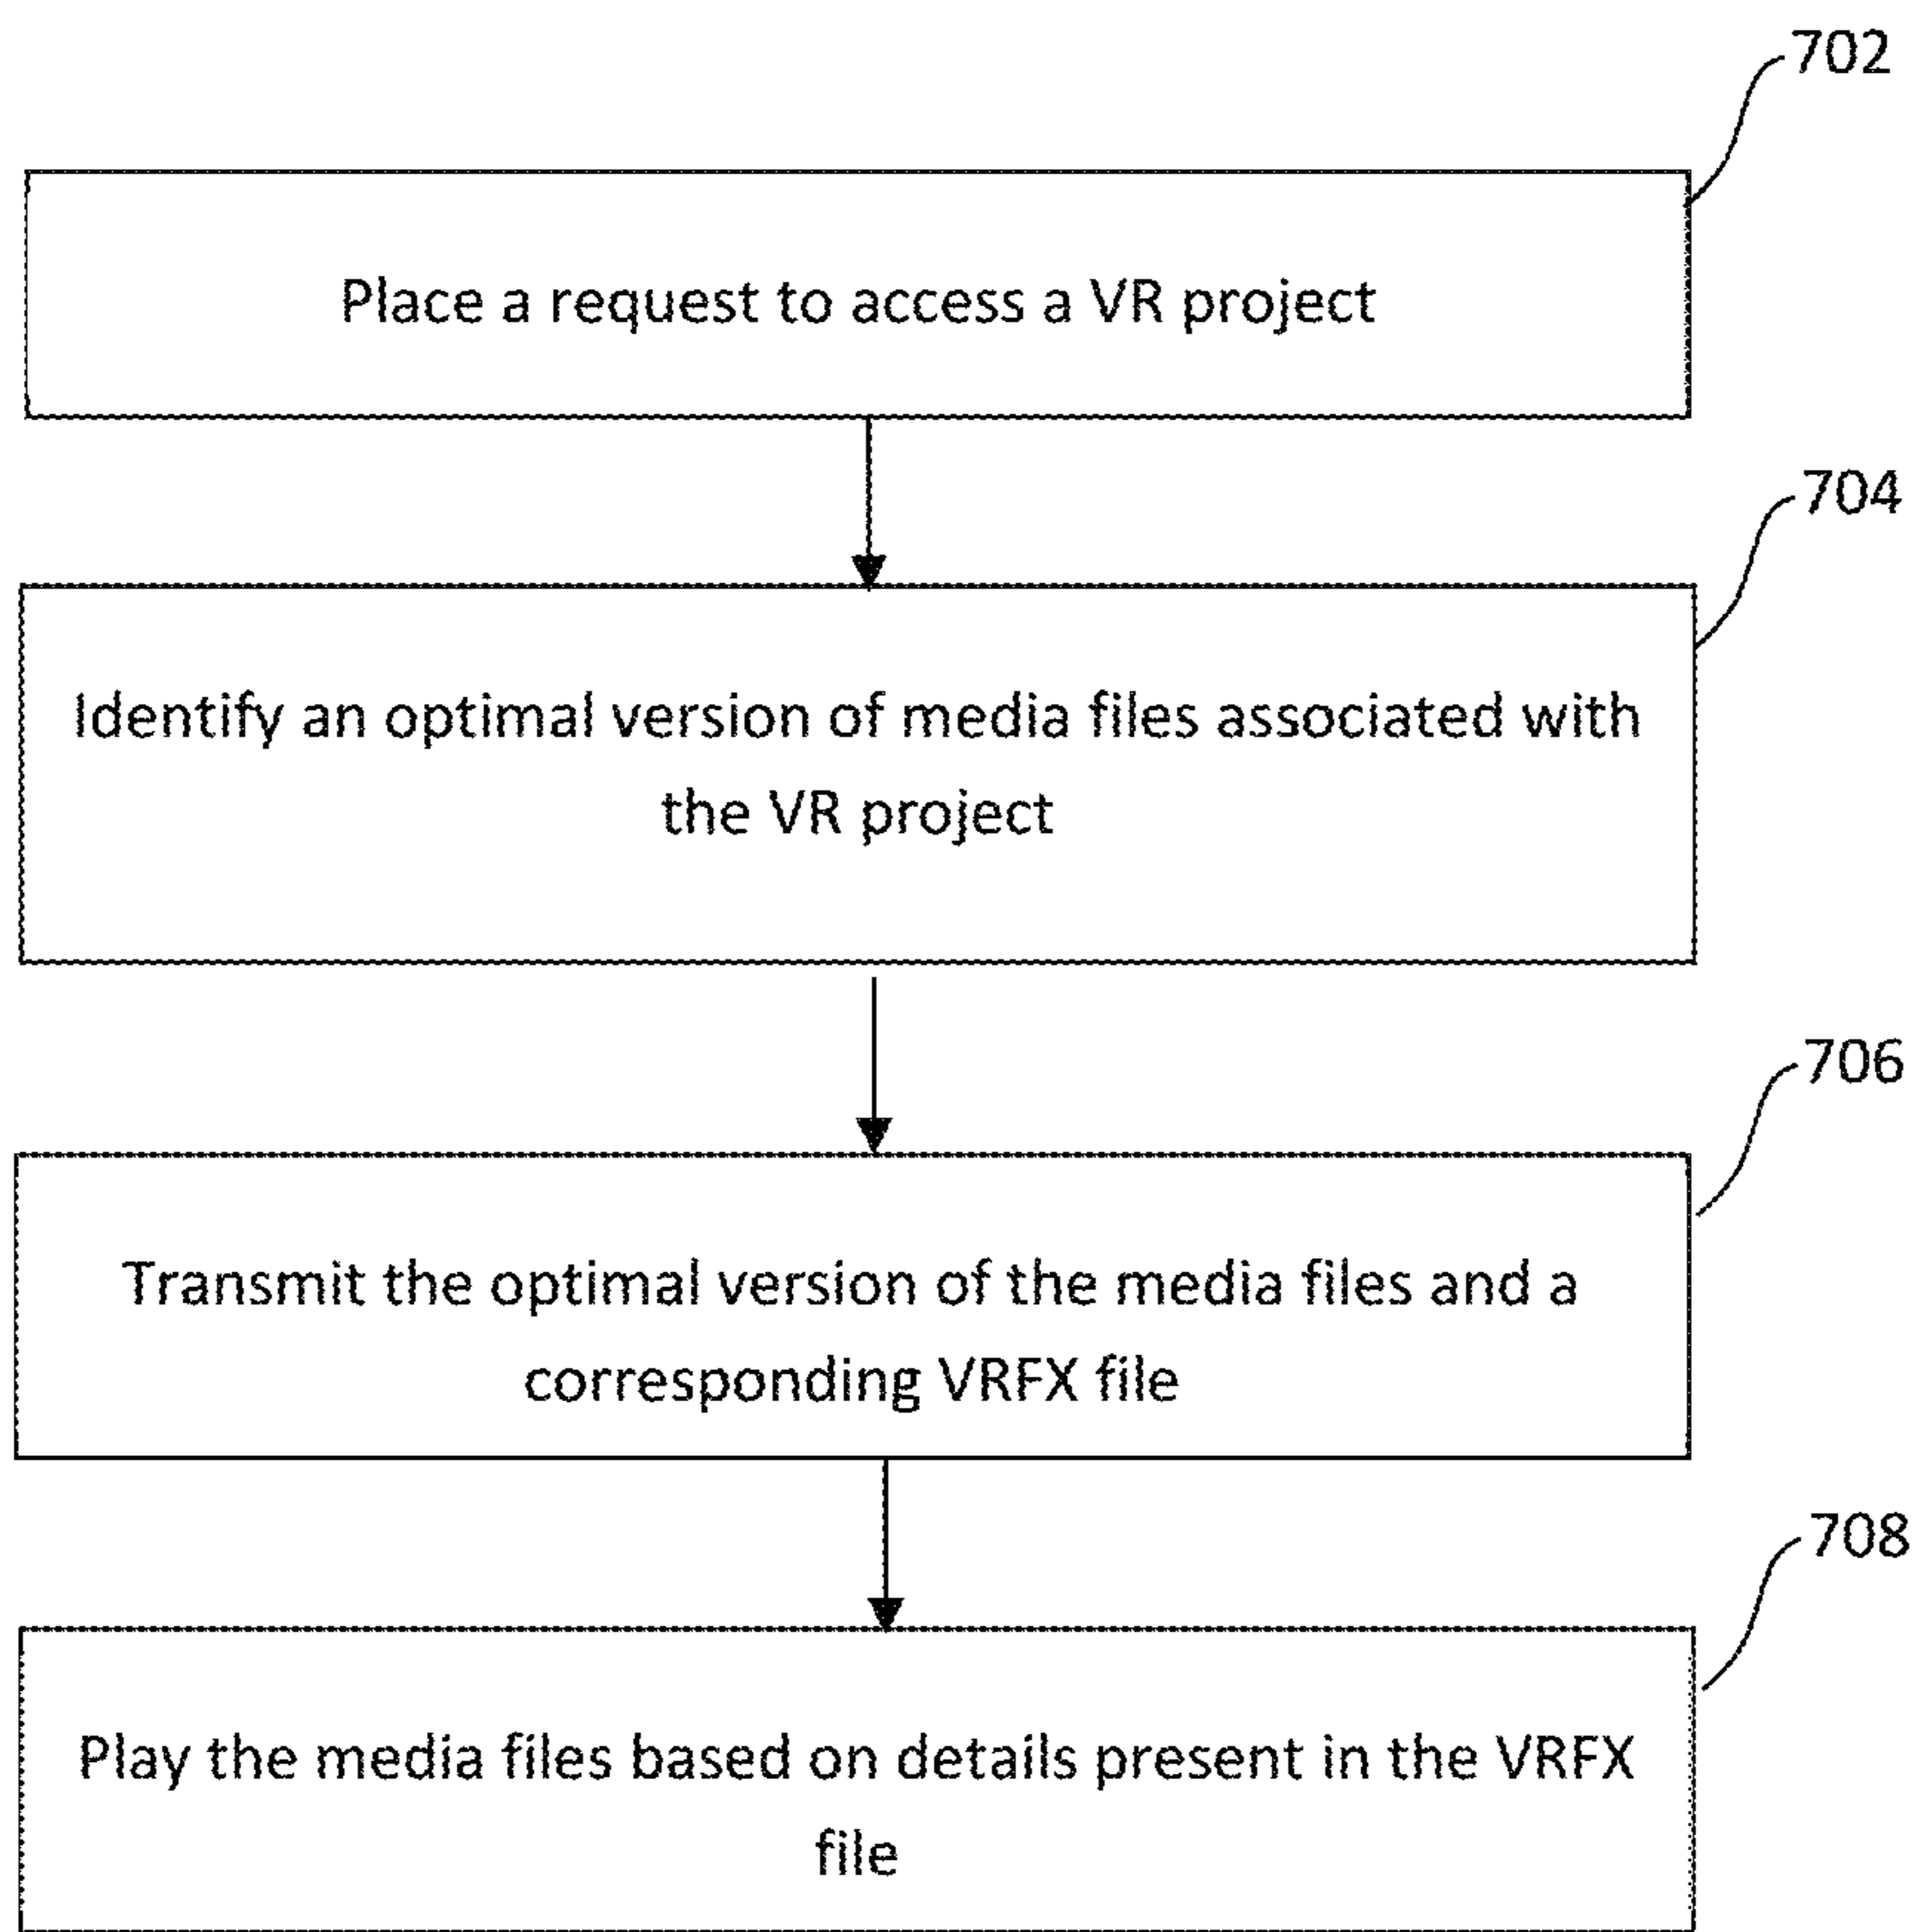 702
Place a request to access a VR project
704
Identify an optimal version of media files associated with
the VR project
706
Transmit the optimal version of the media files and a
corresponding VRFX file
708
Play the media files based on details present in the VRFX
file